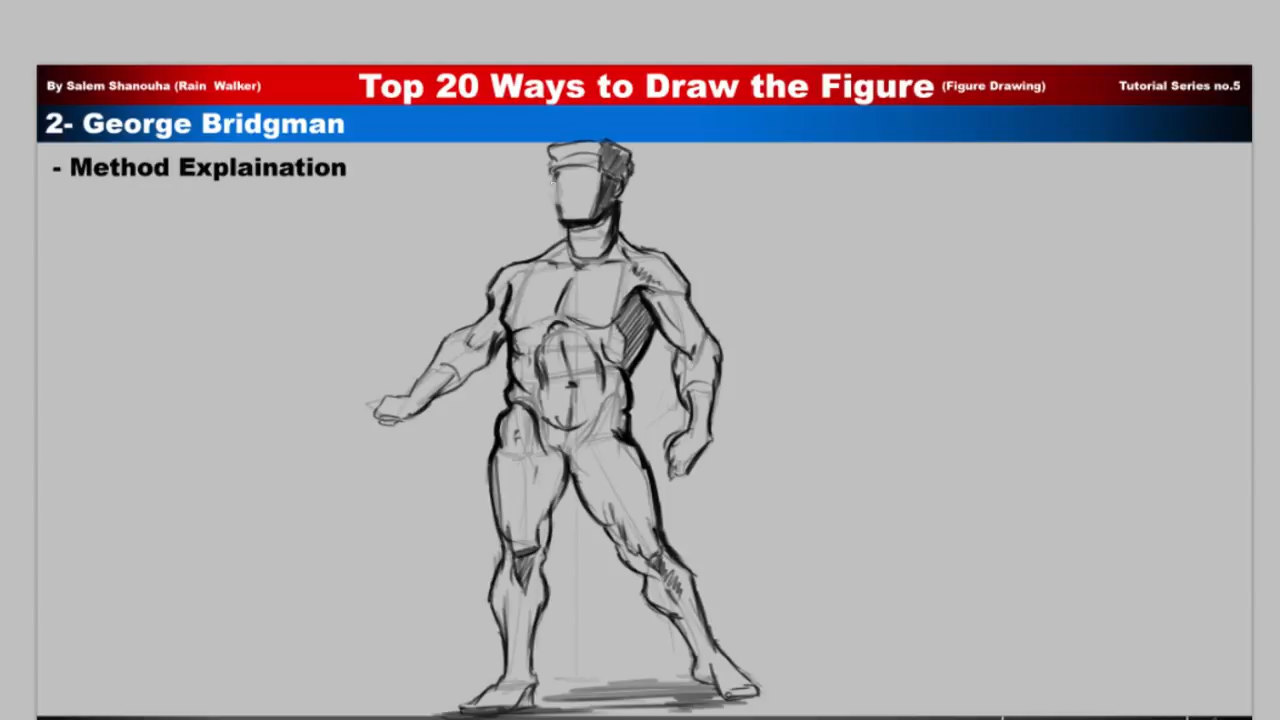 By Salem Shanouha (Rain Walker)
Top 20 Ways to Draw the Figure (Figure Drawing)
Tutorial Series no.5
2- George Bridgman
- Method Explaination